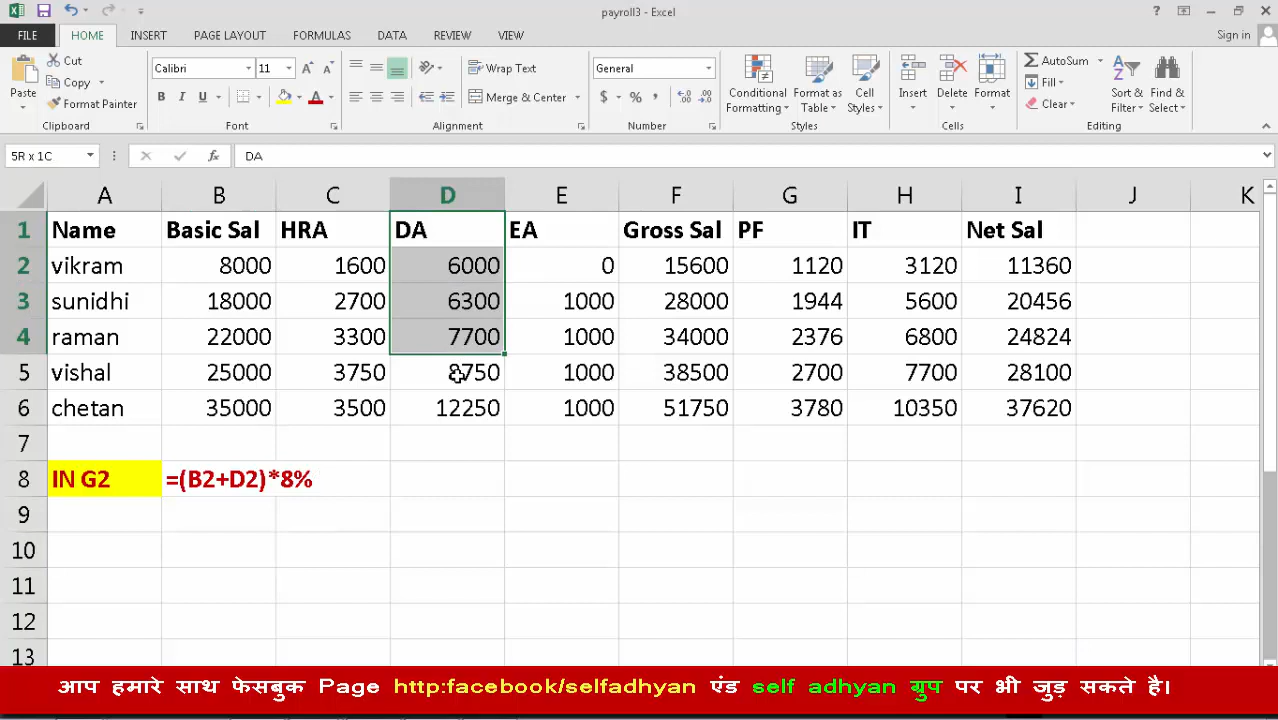 payroll3 - Excel
FILE HOME INSERT PAGE LAYOUT FORMULAS DATA REVIEW VIEW Sign in
Paste Cut Copy Format Painter Clipboard
Calibri 11 B I U A Font
Wrap Text Merge & Center Alignment
General $ % , Number
Conditional Formatting Format as Table Cell Styles Styles
Insert Delete Format Cells
AutoSum Fill Clear Sort & Filter Find & Select Editing
5R x 1C fx DA
A B C D E F G H I J K
1 Name Basic Sal HRA DA EA Gross Sal PF IT Net Sal
2 vikram 8000 1600 6000 0 15600 1120 3120 11360
3 sunidhi 18000 2700 6300 1000 28000 1944 5600 20456
4 raman 22000 3300 7700 1000 34000 2376 6800 24824
5 vishal 25000 3750 8750 1000 38500 2700 7700 28100
6 chetan 35000 3500 12250 1000 51750 3780 10350 37620
7
8 IN G2 =(B2+D2)*8%
9
10
11
12
13
आप हमारे साथ फेसबुक Page http:facebook/selfadhyan एंड self adhyan ग्रुप पर भी जुड़ सकते है।